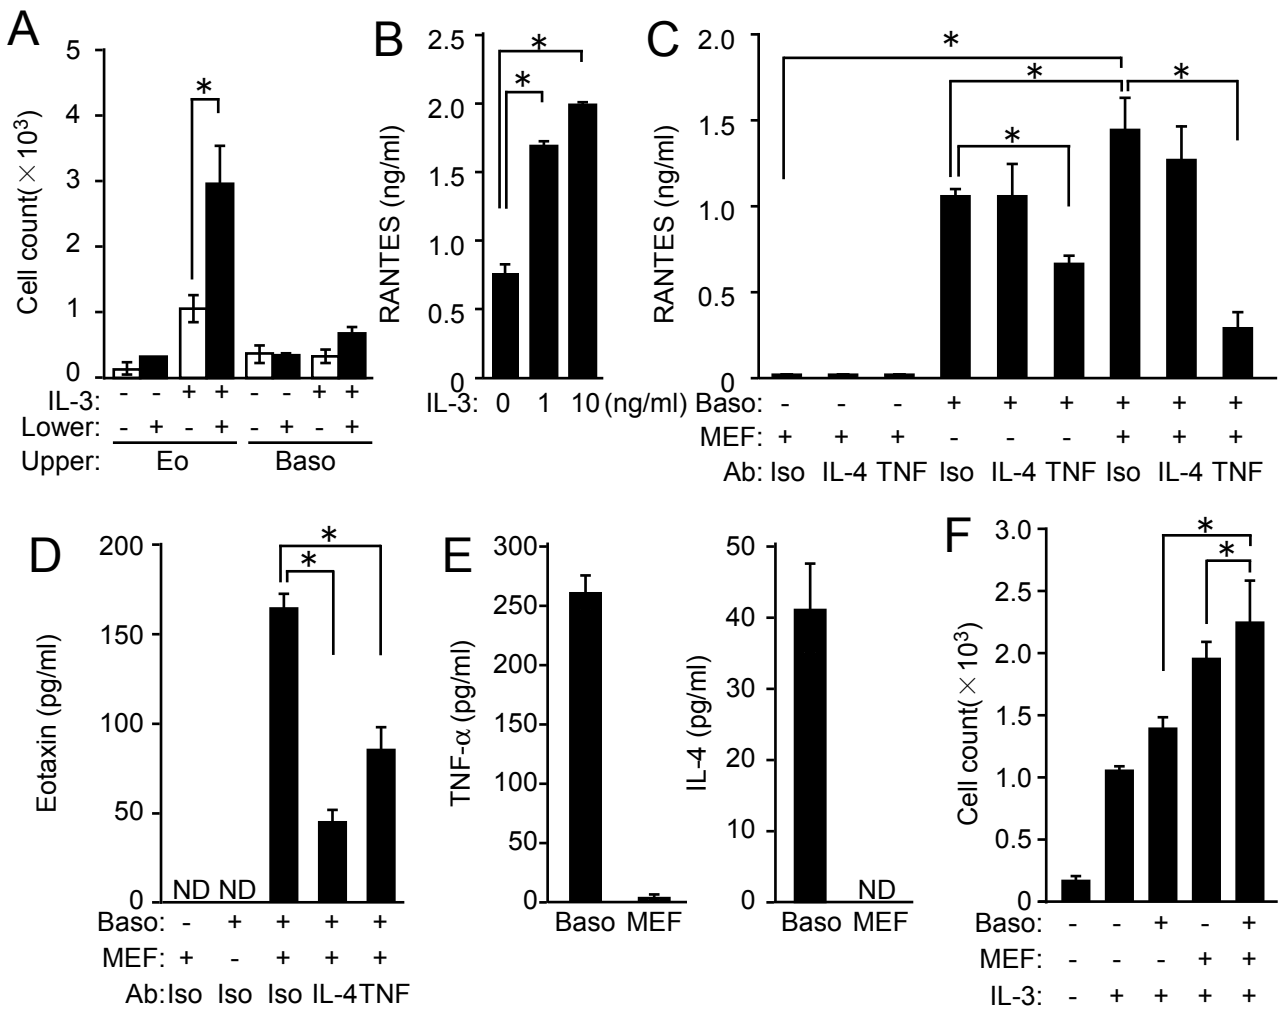 A
Cell count(×10³)
5
4
3
2
1
0
*
IL-3: - - + + - - + +
Lower: - + - + - + - +
Upper: Eo Baso
B
RANTES (ng/ml)
2.5
2.0
1.5
1.0
0.5
0
* *
IL-3: 0 1 10 (ng/ml)
C
RANTES (ng/ml)
2.0
1.5
1.0
0.5
0
*
* *
*
Baso: - - - + + + + + +
MEF: + + + - - - + + +
Ab: Iso IL-4 TNF Iso IL-4 TNF Iso IL-4 TNF
D
Eotaxin (pg/ml)
200
150
100
50
0
*
*
ND ND
Baso: - + + + +
MEF: + - + + +
Ab: Iso Iso Iso IL-4 TNF
E
TNF-α (pg/ml)
300
250
200
150
100
50
0
Baso MEF
IL-4 (pg/ml)
50
40
30
20
10
0
ND
Baso MEF
F
Cell count(×10³)
3.0
2.5
2.0
1.5
1.0
0.5
0
*
*
Baso: - - + - +
MEF: - - - + +
IL-3: - + + + +